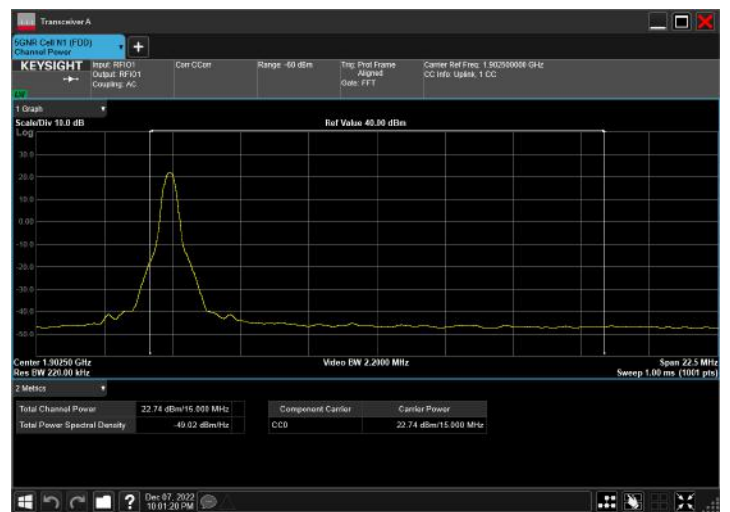 Transceiver A
5GNR Cell N1 (FDD)
Channel Power
KEYSIGHT
Input: RFIO1
Output: RFIO1
Coupling: AC
Corr CCorr
Range -60 dBm
Trig: Prot Frame
Aligned
Gate: FFT
Carrier Ref Freq: 1.902500000 GHz
CC Info: Uplink, 1 CC
1 Graph
Scale/Div 10.0 dB
Ref Value 40.00 dBm
Log
30.0
20.0
10.0
0.00
-10.0
-20.0
-30.0
-40.0
-50.0
Center 1.90250 GHz
Video BW 2.2000 MHz
Span 22.5 MHz
Res BW 220.00 kHz
Sweep 1.00 ms (1001 pts)
2 Metrics
Total Channel Power 22.74 dBm/15.000 MHz
Total Power Spectral Density -49.02 dBm/Hz
Component Carrier Carrier Power
CC0 22.74 dBm/15.000 MHz
?
Dec 07, 2022
10:01:20 PM